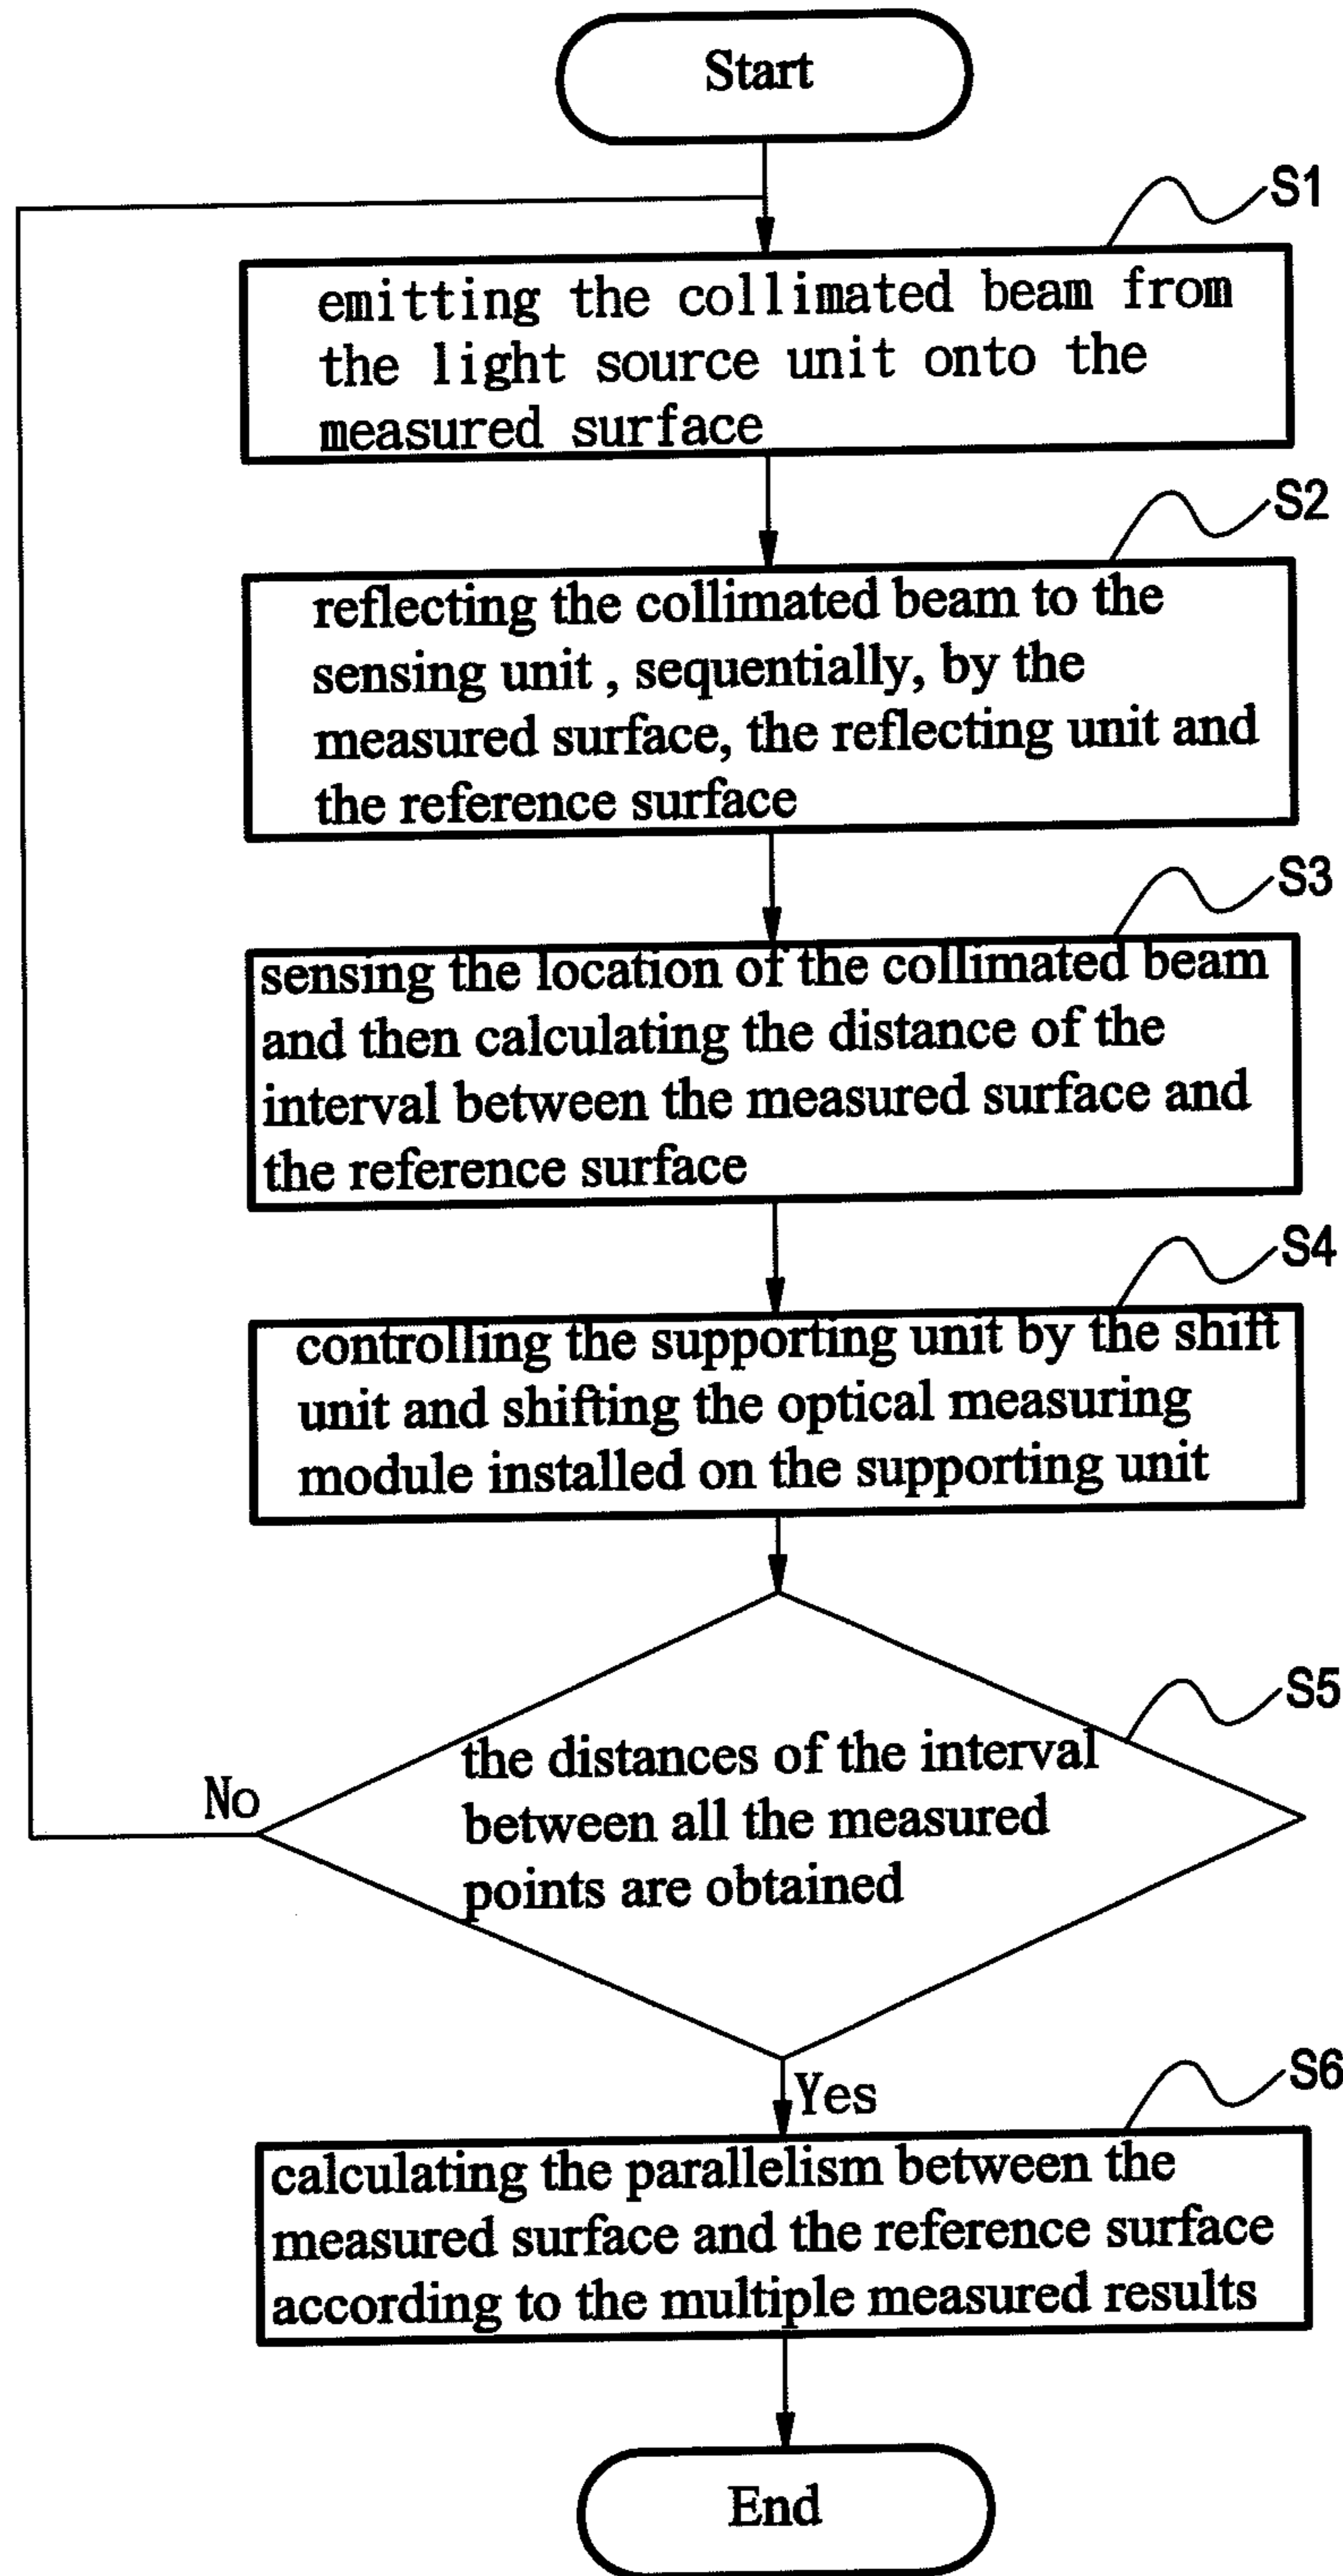 Start
S1
emitting the collimated beam from
the light source unit onto the
measured surface
S2
reflecting the collimated beam to the
sensing unit , sequentially, by the
measured surface, the reflecting unit and
the reference surface
S3
sensing the location of the collimated beam
and then calculating the distance of the
interval between the measured surface and
the reference surface
S4
controlling the supporting unit by the shift
unit and shifting the optical measuring
module installed on the supporting unit
S5
the distances of the interval
between all the measured
points are obtained
No
Yes
S6
calculating the parallelism between the
measured surface and the reference surface
according to the multiple measured results
End